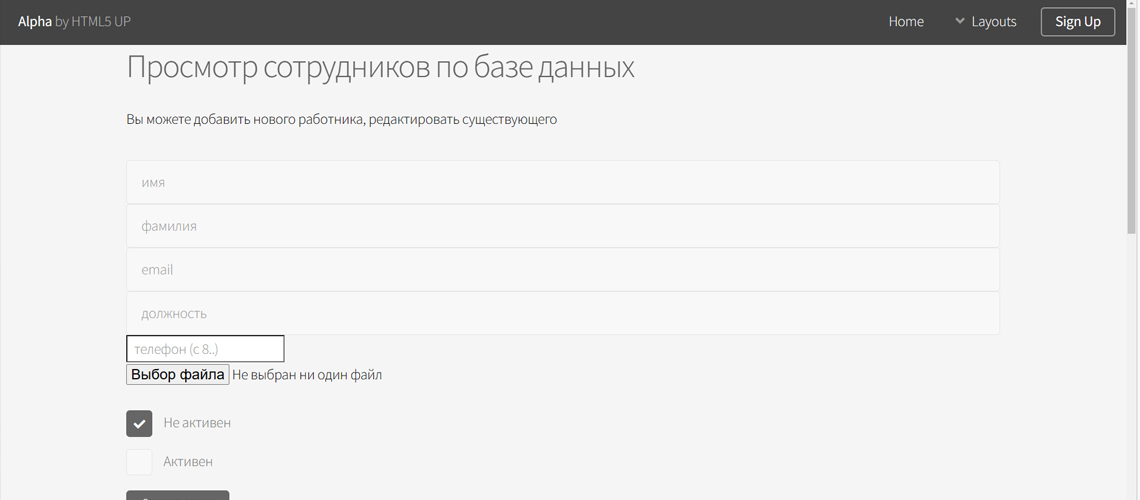 Alpha by HTML5 UP
Home
Layouts
Sign Up
Просмотр сотрудников по базе данных
Вы можете добавить нового работника, редактировать существующего
имя
фамилия
email
должность
телефон (с 8..)
Выбор файла Не выбран ни один файл
Не активен
Активен